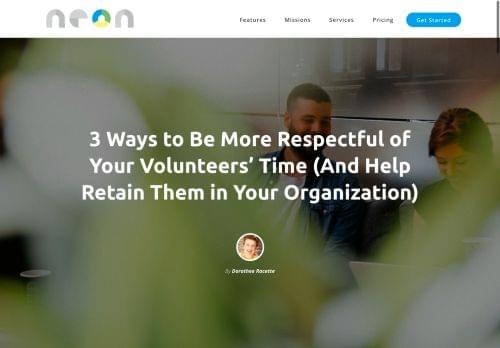 neon
Features
Missions
Services
Pricing
Get Started
3 Ways to Be More Respectful of
Your Volunteers' Time (And Help
Retain Them in Your Organization)
By Dorothee Racette